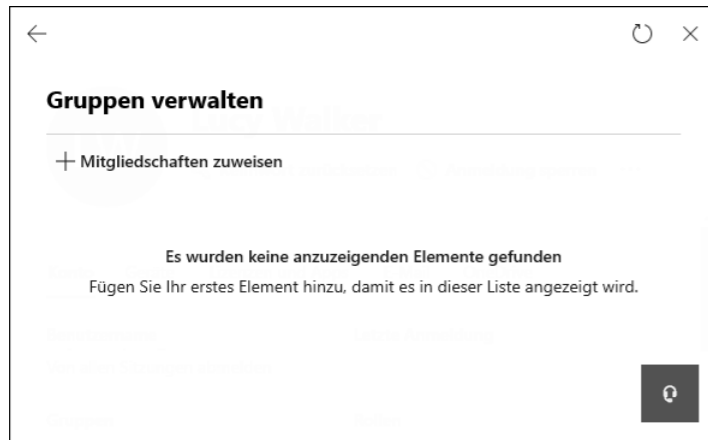 Gruppen verwalten
Mitgliedschaften zuweisen
Es wurden keine anzuzeigenden Elemente gefunden
Fügen Sie Ihr erstes Element hinzu, damit es in dieser Liste angezeigt wird.